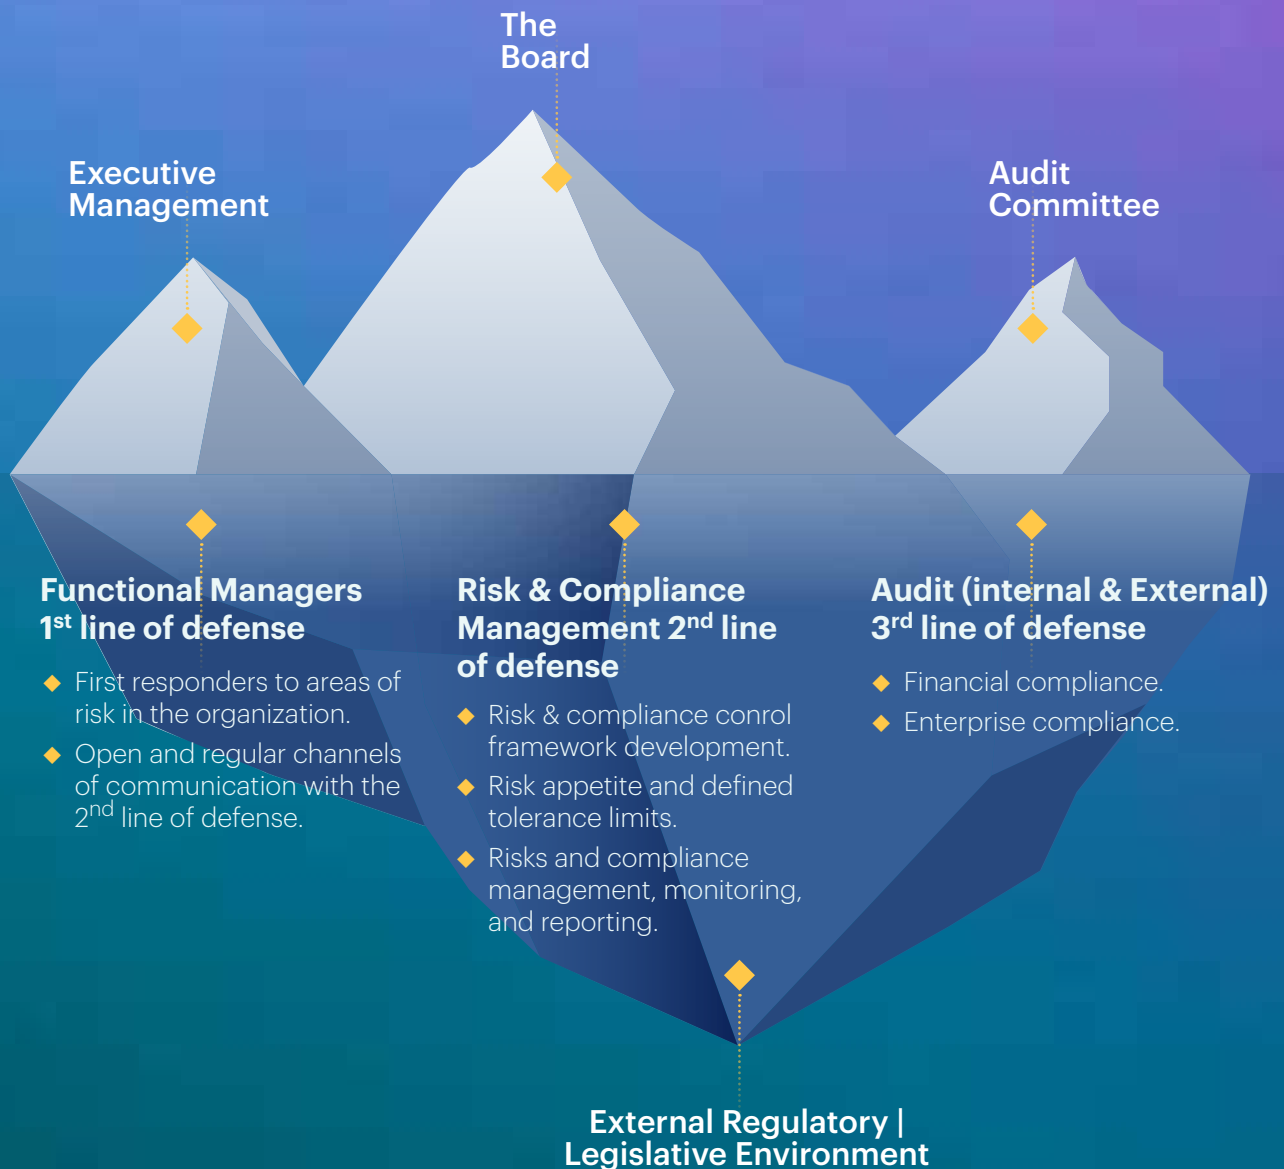 The
Board
Executive
Management
Audit
Committee
Functional Managers
1st line of defense
First responders to areas of
risk in the organization.
Open and regular channels
of communication with the
2nd line of defense.
Risk & Compliance
Management 2nd line
of defense
Risk & compliance conrol
framework development.
Risk appetite and defined
tolerance limits.
Risks and compliance
management, monitoring,
and reporting.
Audit (internal & External)
3rd line of defense
Financial compliance.
Enterprise compliance.
External Regulatory |
Legislative Environment